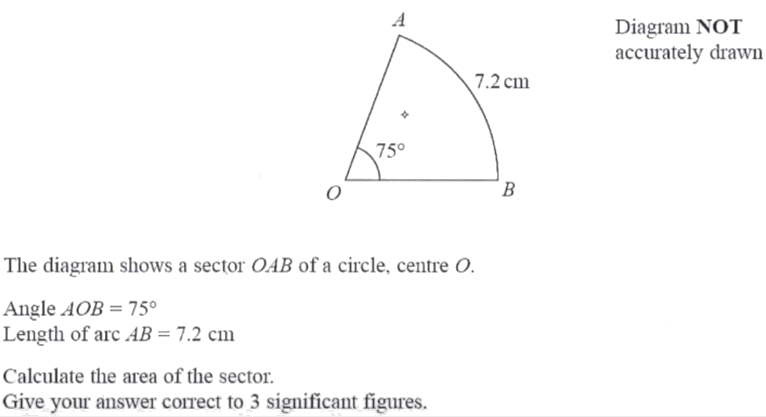 A
Diagram NOT
accurately drawn
7.2 cm
75°
O
B
The diagram shows a sector OAB of a circle, centre O.
Angle AOB = 75°
Length of arc AB = 7.2 cm
Calculate the area of the sector.
Give your answer correct to 3 significant figures.